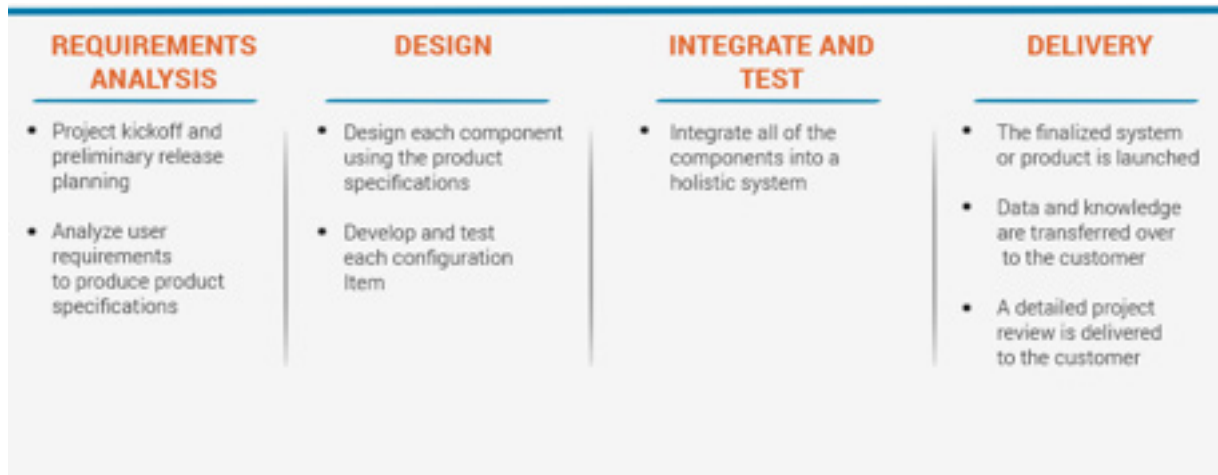 REQUIREMENTS
ANALYSIS
• Project kickoff and
preliminary release
planning
• Analyze user
requirements
to produce product
specifications
DESIGN
• Design each component
using the product
specifications
• Develop and test
each configuration
Item
INTEGRATE AND
TEST
• Integrate all of the
components into a
holistic system
DELIVERY
• The finalized system
or product is launched
• Data and knowledge
are transferred over
to the customer
• A detailed project
review is delivered
to the customer